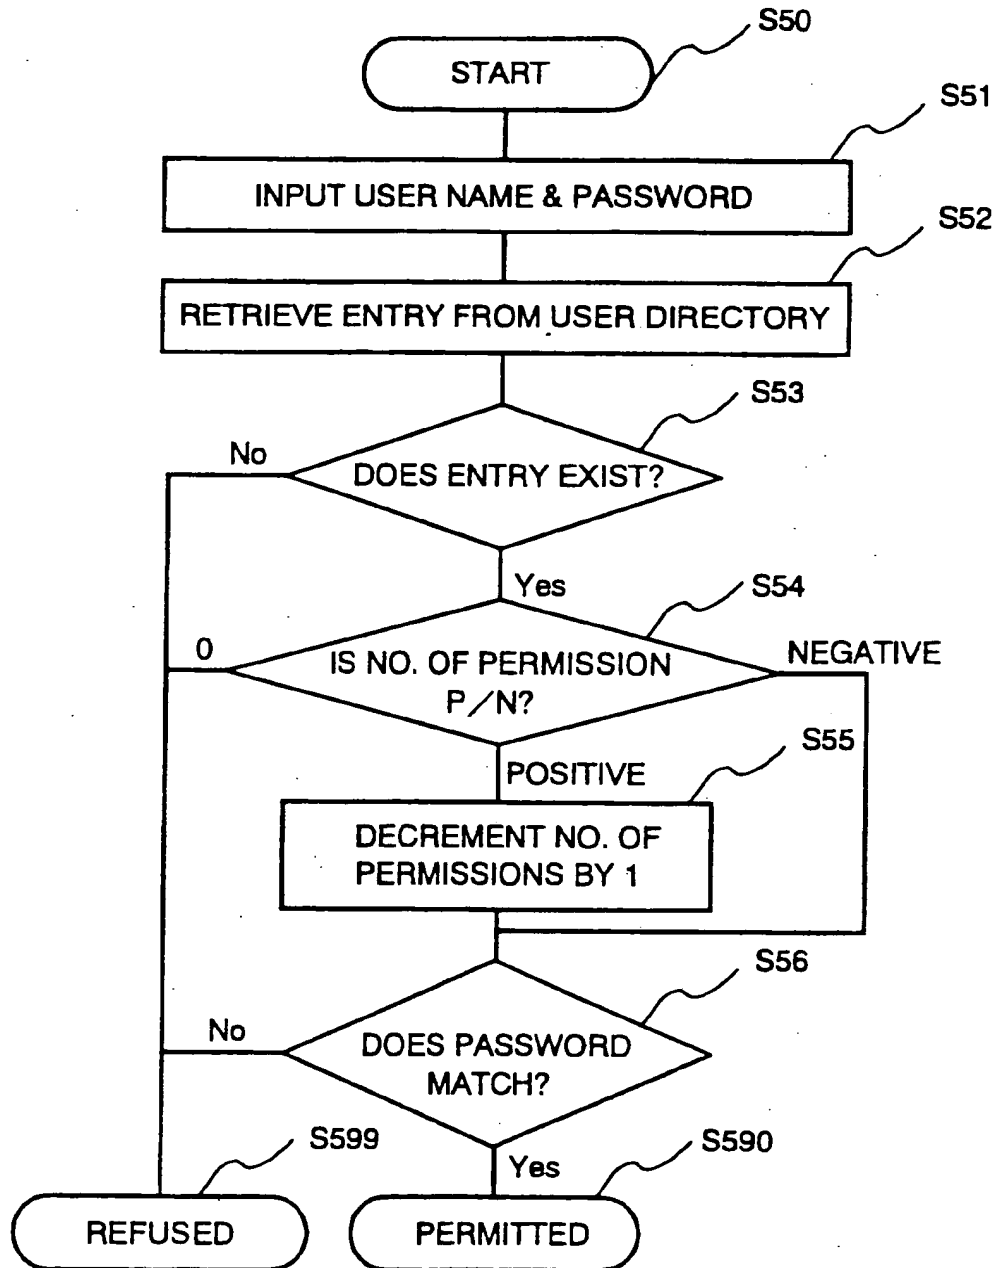 S50
START
S51
INPUT USER NAME & PASSWORD
S52
RETRIEVE ENTRY FROM USER DIRECTORY
S53
No
DOES ENTRY EXIST?
Yes
S54
0
IS NO. OF PERMISSION
P/N?
NEGATIVE
POSITIVE
S55
DECREMENT NO. OF
PERMISSIONS BY 1
S56
No
DOES PASSWORD
MATCH?
Yes
S599
S590
REFUSED
PERMITTED